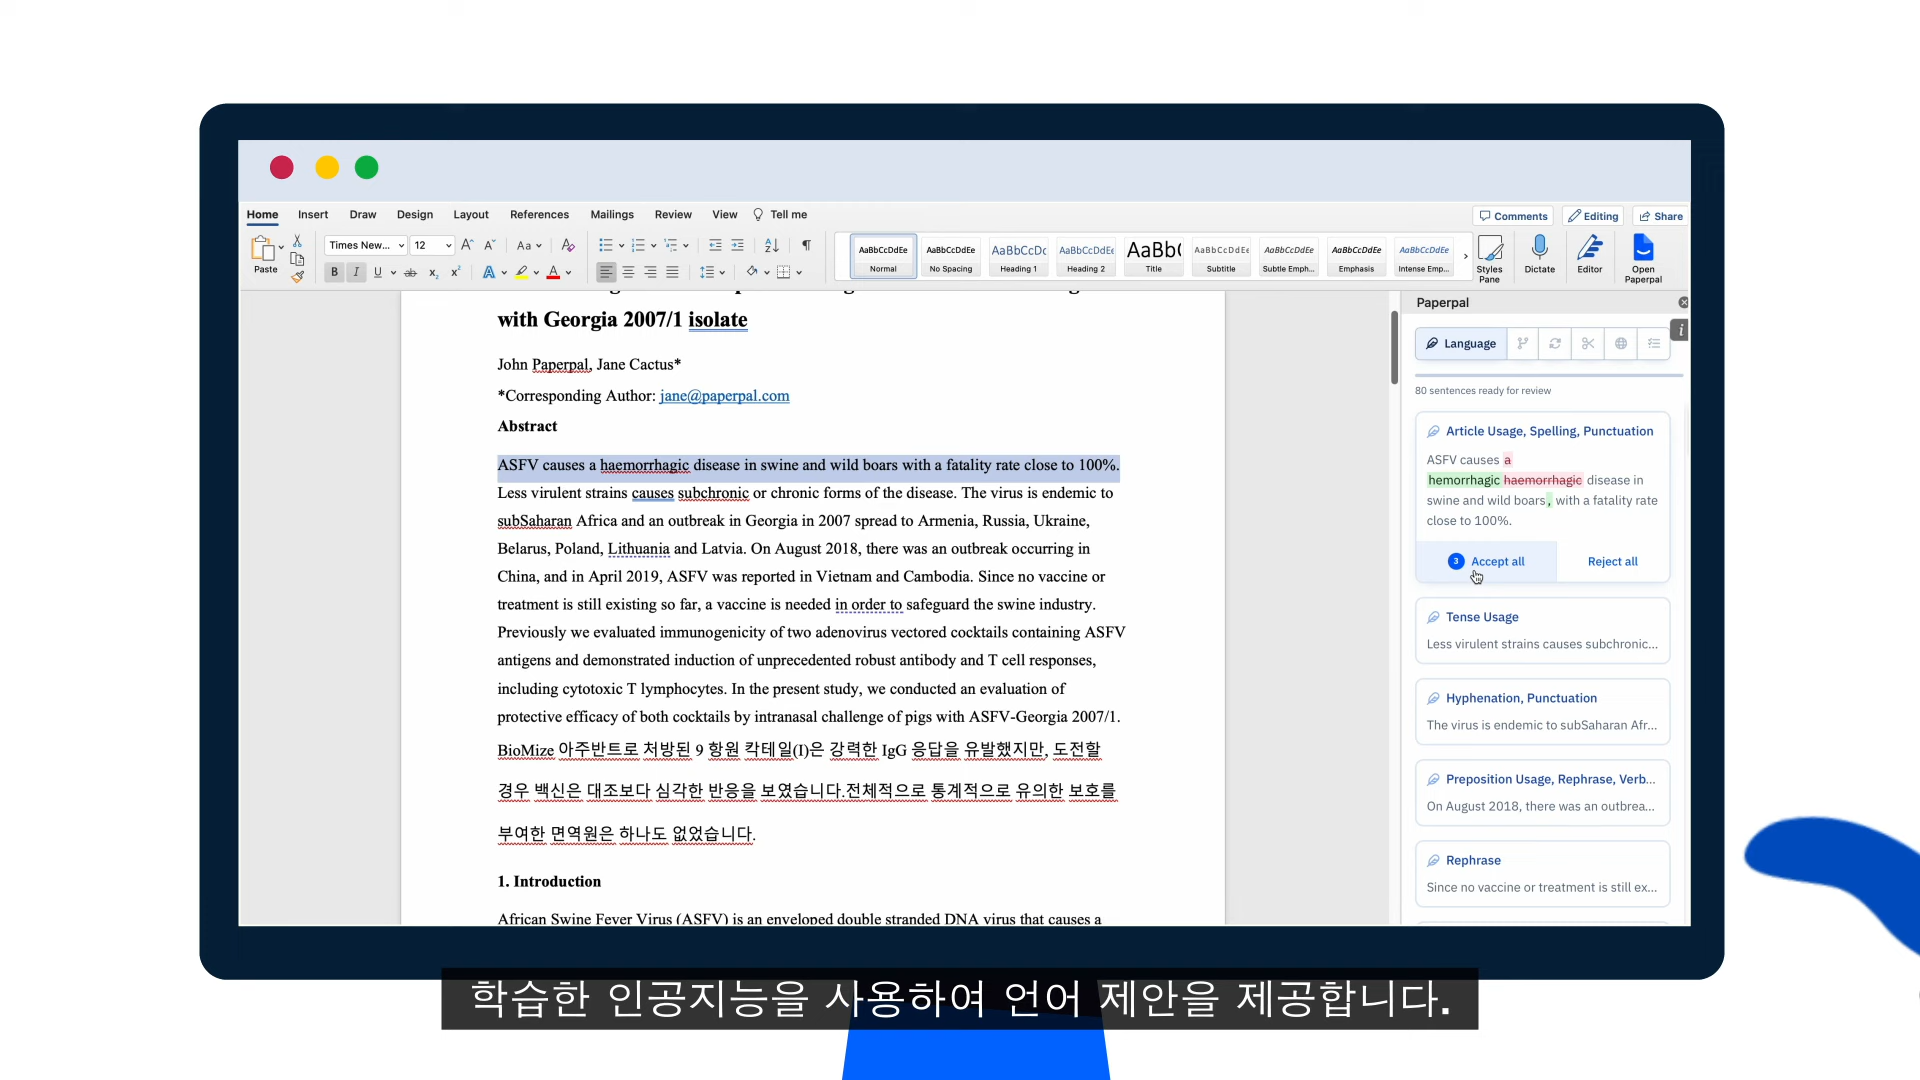 Home Insert Draw Design Layout References Mailings Review View Tell me
Comments Editing Share
Paste
Times New... 12
Aa
B I U ab x₂ x² A A
AaBbCcDdEe Normal
AaBbCcDdEe No Spacing
AaBbCcDc Heading 1
AaBbCcDdEe Heading 2
AaBb( Title
AaBbCcDdEe Subtitle
AaBbCcDdEe Subtle Emph...
AaBbCcDdEe Emphasis
AaBbCcDdEe Intense Emp...
Styles Pane
Dictate
Editor
Open Paperpal
with Georgia 2007/1 isolate
John Paperpal, Jane Cactus*
*Corresponding Author: jane@paperpal.com
Abstract
ASFV causes a haemorrhagic disease in swine and wild boars with a fatality rate close to 100%.
Less virulent strains causes subchronic or chronic forms of the disease. The virus is endemic to
subSaharan Africa and an outbreak in Georgia in 2007 spread to Armenia, Russia, Ukraine,
Belarus, Poland, Lithuania and Latvia. On August 2018, there was an outbreak occurring in
China, and in April 2019, ASFV was reported in Vietnam and Cambodia. Since no vaccine or
treatment is still existing so far, a vaccine is needed in order to safeguard the swine industry.
Previously we evaluated immunogenicity of two adenovirus vectored cocktails containing ASFV
antigens and demonstrated induction of unprecedented robust antibody and T cell responses,
including cytotoxic T lymphocytes. In the present study, we conducted an evaluation of
protective efficacy of both cocktails by intranasal challenge of pigs with ASFV-Georgia 2007/1.
BioMize 아주반트로 처방된 9 항원 칵테일(I)은 강력한 IgG 응답을 유발했지만, 도전할
경우 백신은 대조보다 심각한 반응을 보였습니다.전체적으로 통계적으로 유의한 보호를
부여한 면역원은 하나도 없었습니다.
1. Introduction
African Swine Fever Virus (ASFV) is an enveloped double stranded DNA virus that causes a
Paperpal
Language
80 sentences ready for review
Article Usage, Spelling, Punctuation
ASFV causes a
hemorrhagic haemorrhagic disease in
swine and wild boars, with a fatality rate
close to 100%.
3 Accept all Reject all
Tense Usage
Less virulent strains causes subchronic...
Hyphenation, Punctuation
The virus is endemic to subSaharan Afr...
Preposition Usage, Rephrase, Verb...
On August 2018, there was an outbrea...
Rephrase
Since no vaccine or treatment is still ex...
학습한 인공지능을 사용하여 언어 제안을 제공합니다.